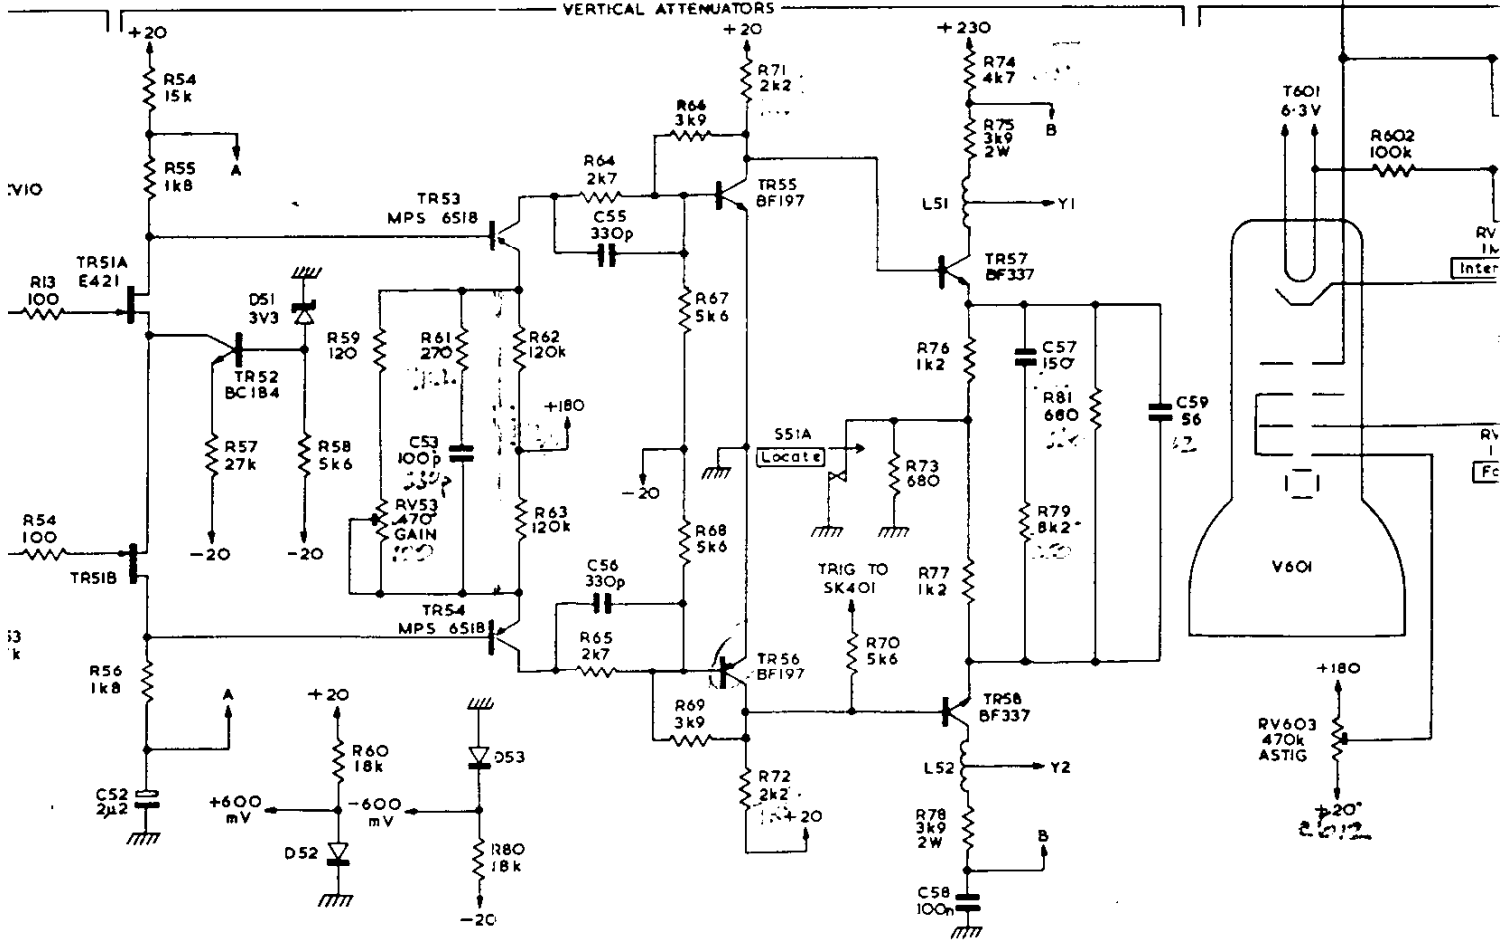 VERTICAL ATTENUATORS
+20
R54
15k
A
R55
1k8
TR51A
E421
R13
100
D51
3V3
TR52
BC184
R57
27k
R58
5k6
-20
-20
R54
100
TR51B
R56
1k8
A
C52
2µ2
+20
R60
18k
+600
mV
D52
-600
mV
D53
R80
18k
-20
TR53
MPS 6518
R59
120
R61
270
R62
120k
+180
C53
100p
RV53
470
GAIN
R63
120k
TR54
MPS 6518
R64
2k7
C55
330p
R64
3k9
+20
R71
2k2
TR55
BF197
R67
5k6
-20
R68
5k6
C56
330p
R65
2k7
R69
3k9
TR56
BF197
R72
2k2
+20
S51A
Locate
R73
680
TRIG TO
SK401
R70
5k6
+230
R74
4k7
B
R75
3k9
2W
L51
Y1
TR57
BF337
R76
1k2
C57
150
R81
680
C59
56
R79
8k2
R77
1k2
TR58
BF337
L52
Y2
R78
3k9
2W
B
C58
100n
T601
6·3V
R602
100k
RV
1M
Inter
RV
1
Fo
V601
+180
RV603
470k
ASTIG
+20